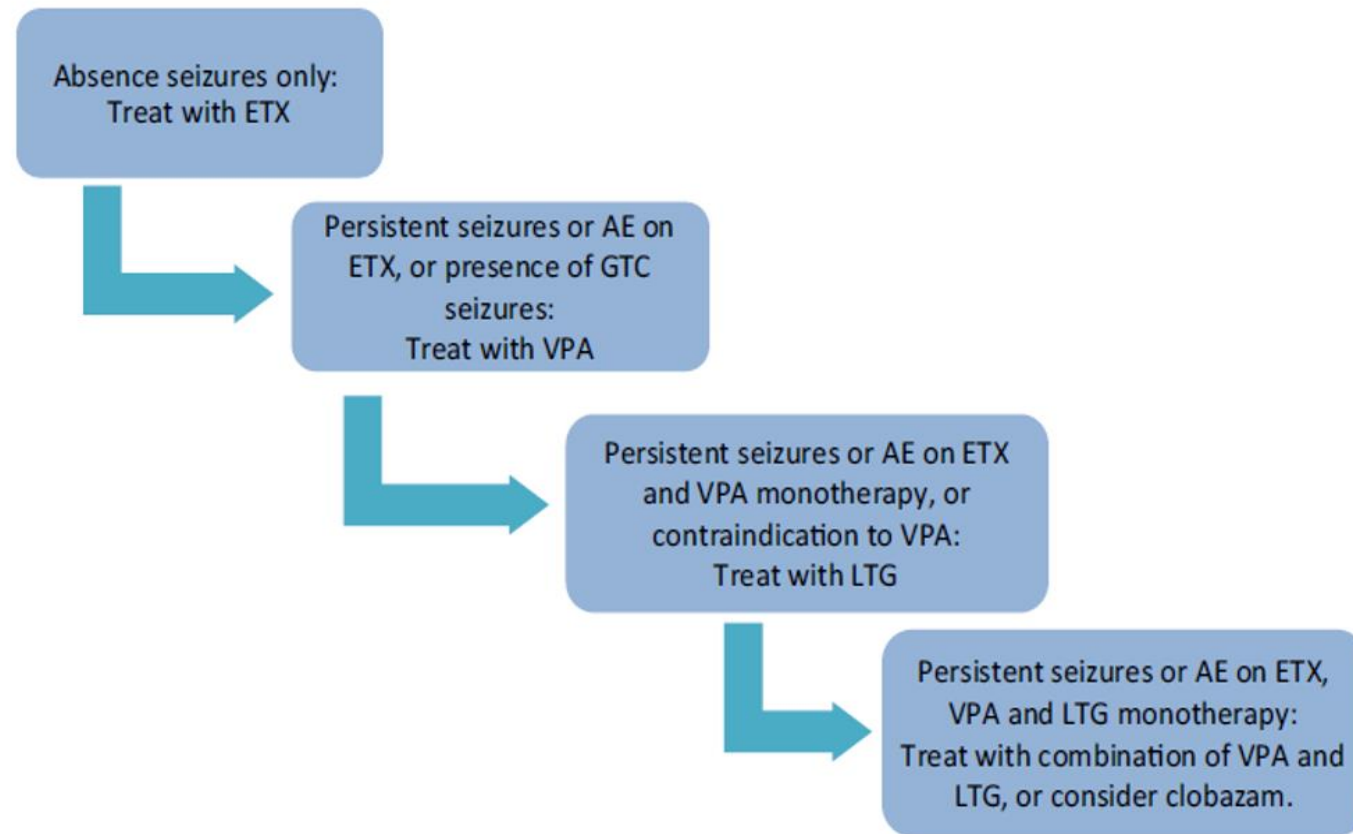 Absence seizures only:
Treat with ETX
Persistent seizures or AE on
ETX, or presence of GTC
seizures:
Treat with VPA
Persistent seizures or AE on ETX
and VPA monotherapy, or
contraindication to VPA:
Treat with LTG
Persistent seizures or AE on ETX,
VPA and LTG monotherapy:
Treat with combination of VPA and
LTG, or consider clobazam.